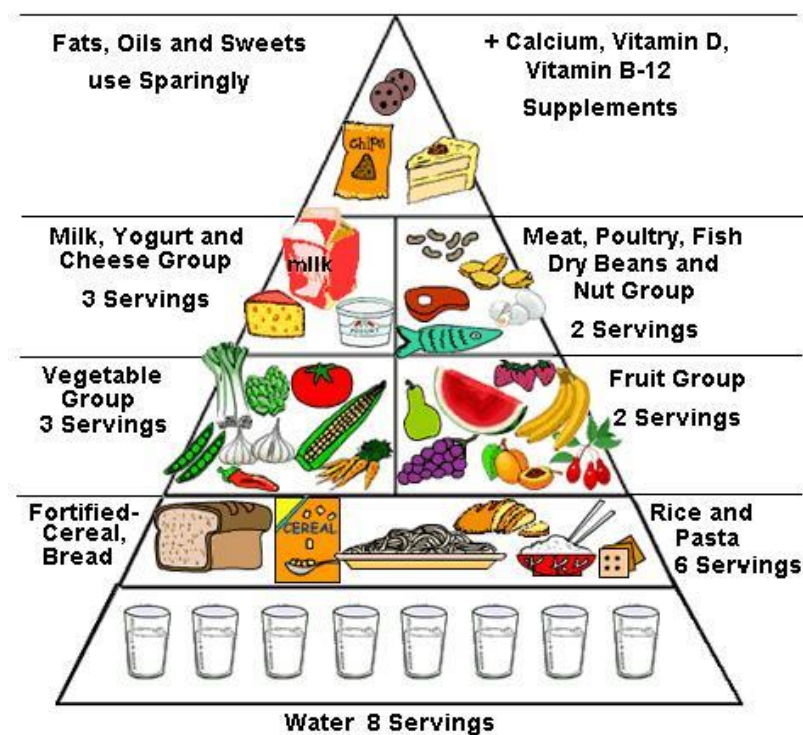 Fats, Oils and Sweets
use Sparingly
+ Calcium, Vitamin D,
Vitamin B-12
Supplements
chips
Milk, Yogurt and
Cheese Group
3 Servings
milk
YOGURT
Meat, Poultry, Fish
Dry Beans and
Nut Group
2 Servings
Vegetable
Group
3 Servings
Fruit Group
2 Servings
Fortified-
Cereal,
Bread
CEREAL
Rice and
Pasta
6 Servings
Water 8 Servings